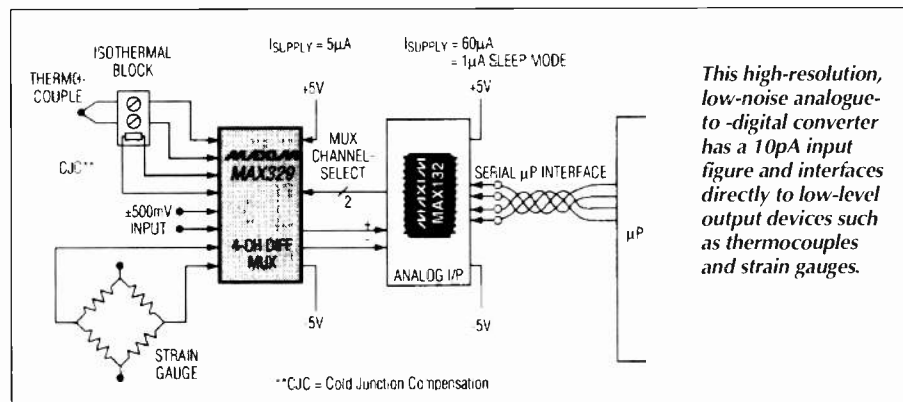 ISUPPLY = 5µA
ISUPPLY = 60µA
= 1µA SLEEP MODE
ISOTHERMAL
BLOCK
THERMO-
COUPLE
+5V
+5V
MUX
CHANNEL-
SELECT
2
SERIAL µP INTERFACE
CJC**
MAXIM
MAX329
MAXIM
MAX132
±500mV
INPUT
4-CH DIFF
MUX
+
-
ANALOG I/P
µP
-5V
-5V
STRAIN
GAUGE
**CJC = Cold Junction Compensation
This high-resolution,
low-noise analogue-
to -digital converter
has a 10pA input
figure and interfaces
directly to low-level
output devices such
as thermocouples
and strain gauges.